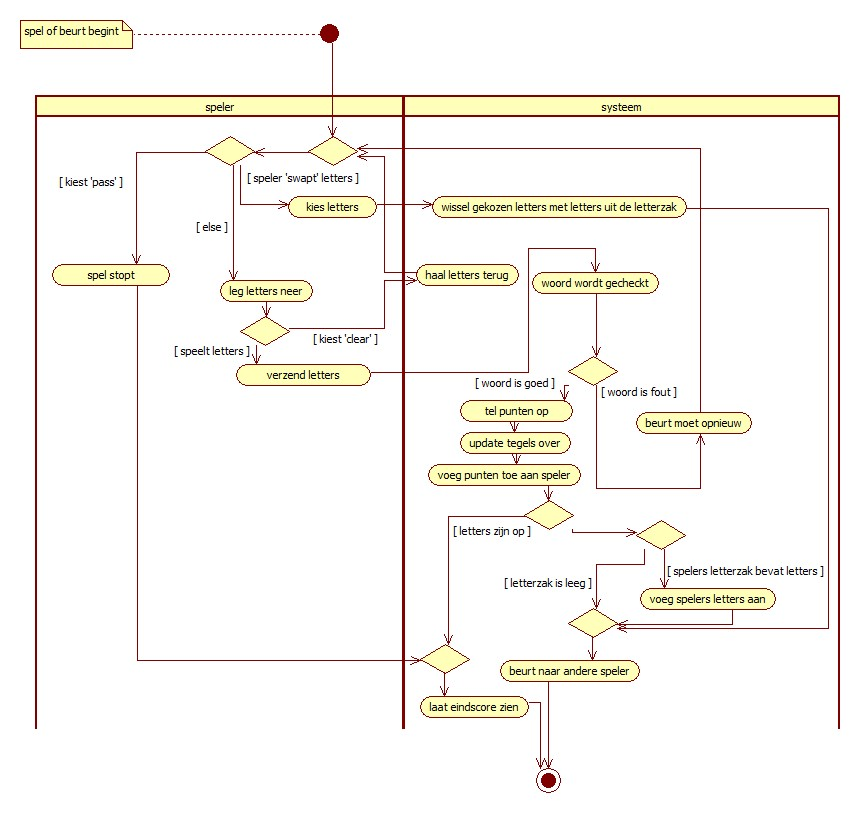 spel of beurt begint
speler
systeem
[ kiest 'pass' ]
[ speler 'swapt' letters ]
kies letters
wissel gekozen letters met letters uit de letterzak
[ else ]
spel stopt
haal letters terug
leg letters neer
woord wordt gecheckt
[ kiest 'clear' ]
[ speelt letters ]
verzend letters
[ woord is goed ]
[ woord is fout ]
tel punten op
beurt moet opnieuw
update tegels over
voeg punten toe aan speler
[ letters zijn op ]
[ spelers letterzak bevat letters ]
[ letterzak is leeg ]
voeg spelers letters aan
beurt naar andere speler
laat eindscore zien